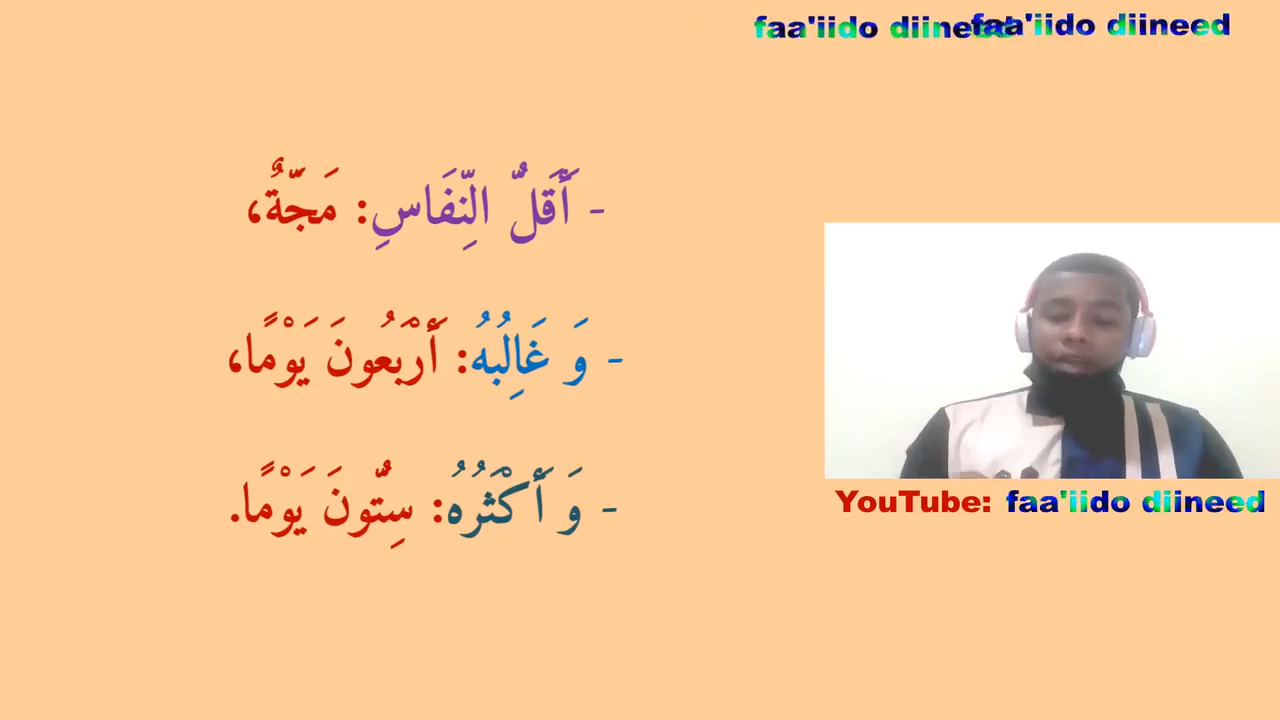 faa'iido diineed
faa'iido diineed
- أَقَلُّ النِّفَاسِ: مَجَّةٌ،
- وَ غَالِبُهُ: أَرْبَعُونَ يَوْمًا،
- وَ أَكْثَرُهُ: سِتُّونَ يَوْمًا.
YouTube: faa'iido diineed